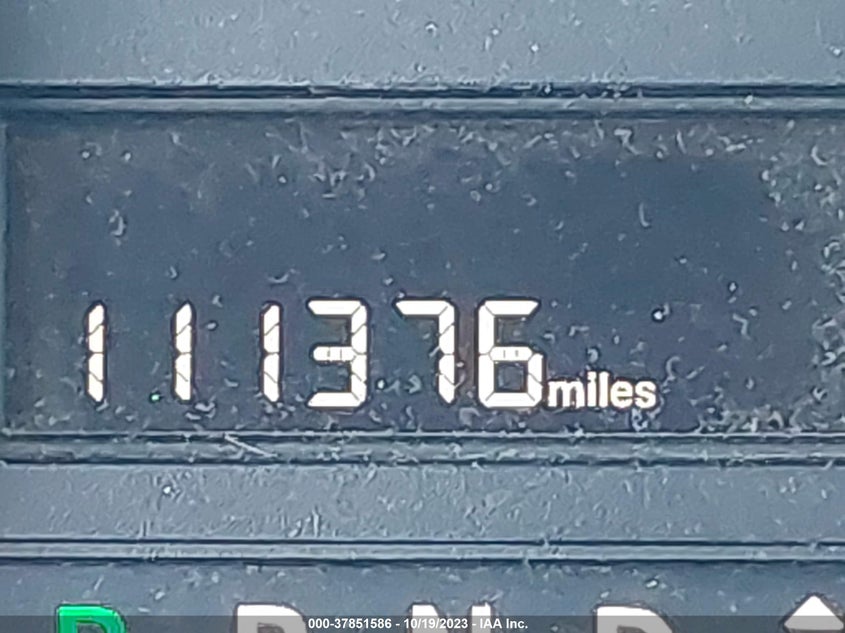 111376 miles
P R N D
000-37851586 - 10/19/2023 - IAA Inc.